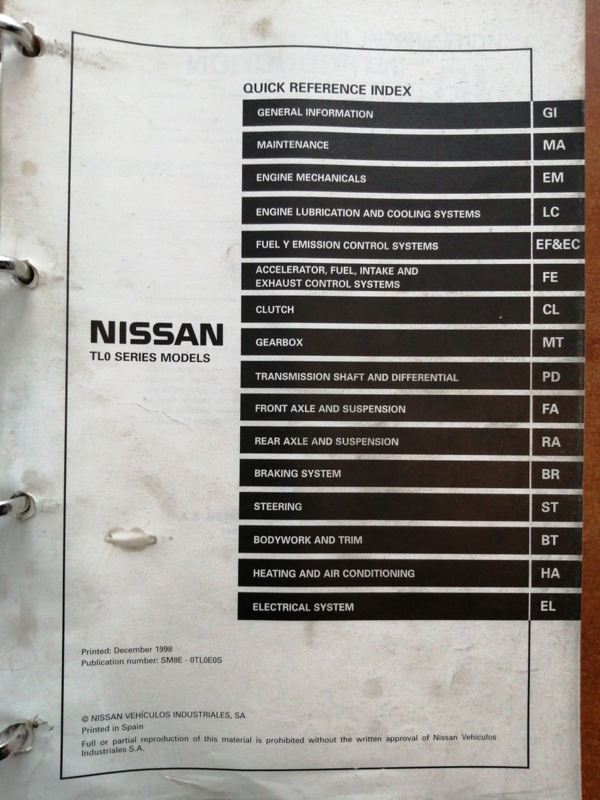 QUICK REFERENCE INDEX
GENERAL INFORMATION GI
MAINTENANCE MA
ENGINE MECHANICALS EM
ENGINE LUBRICATION AND COOLING SYSTEMS LC
FUEL Y EMISSION CONTROL SYSTEMS EF&EC
ACCELERATOR, FUEL, INTAKE AND
EXHAUST CONTROL SYSTEMS FE
CLUTCH CL
GEARBOX MT
TRANSMISSION SHAFT AND DIFFERENTIAL PD
FRONT AXLE AND SUSPENSION FA
REAR AXLE AND SUSPENSION RA
BRAKING SYSTEM BR
STEERING ST
BODYWORK AND TRIM BT
HEATING AND AIR CONDITIONING HA
ELECTRICAL SYSTEM EL
NISSAN
TL0 SERIES MODELS
Printed: December 1998
Publication number: SM8E - 0TL0E0S
© NISSAN VEHÍCULOS INDUSTRIALES, SA
Printed in Spain
Full or partial reproduction of this material is prohibited without the written approval of Nissan Vehículos
Industriales S.A.